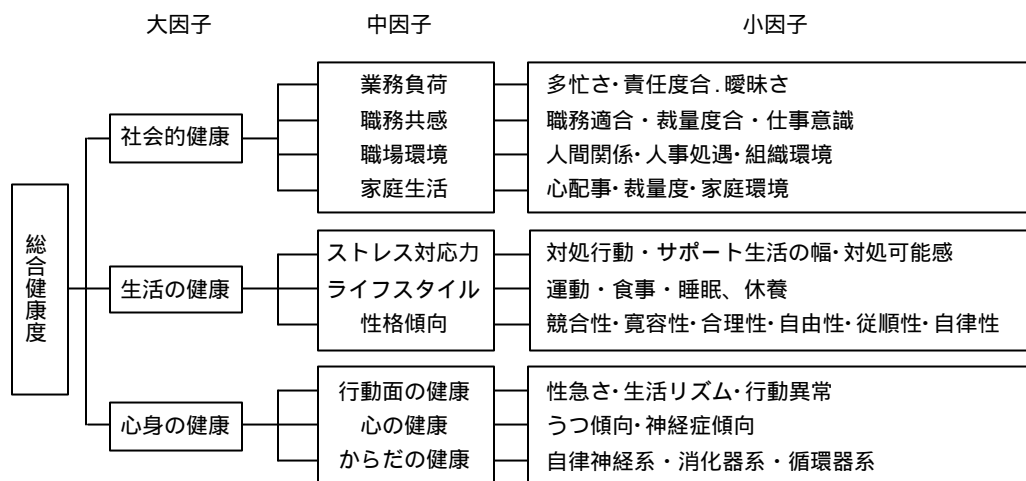 大因子 中因子 小因子
総合健康度
社会的健康
業務負荷 多忙さ・責任度合.曖昧さ
職務共感 職務適合・裁量度合・仕事意識
職場環境 人間関係・人事処遇・組織環境
家庭生活 心配事・裁量度・家庭環境
生活の健康
ストレス対応力 対処行動・サポート生活の幅・対処可能感
ライフスタイル 運動・食事・睡眠、休養
性格傾向 競合性・寛容性・合理性・自由性・従順性・自律性
心身の健康
行動面の健康 性急さ・生活リズム・行動異常
心の健康 うつ傾向・神経症傾向
からだの健康 自律神経系・消化器系・循環器系